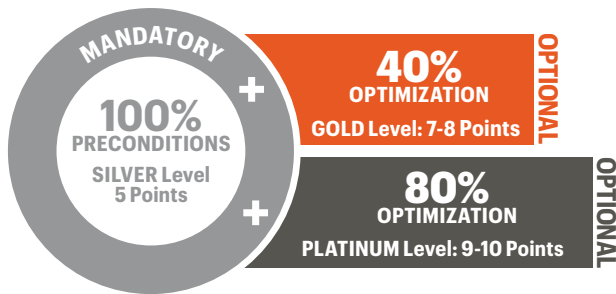 MANDATORY
100%
PRECONDITIONS
SILVER Level
5 Points
+
40%
OPTIMIZATION
GOLD Level: 7-8 Points
OPTIONAL
+
80%
OPTIMIZATION
PLATINUM Level: 9-10 Points
OPTIONAL